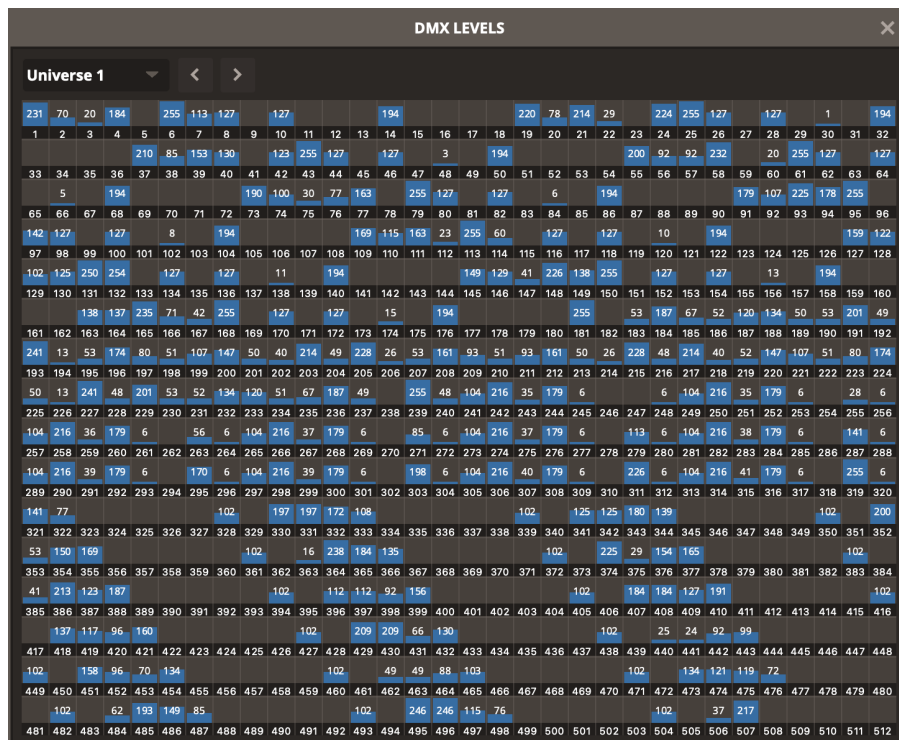 DMX LEVELS ×
Universe 1 < >
231 70 20 184 255 113 127 127 194 220 78 214 29 224 255 127 127 1 194
1 2 3 4 5 6 7 8 9 10 11 12 13 14 15 16 17 18 19 20 21 22 23 24 25 26 27 28 29 30 31 32
210 85 153 130 123 255 127 127 3 194 200 92 92 232 20 255 127 127
33 34 35 36 37 38 39 40 41 42 43 44 45 46 47 48 49 50 51 52 53 54 55 56 57 58 59 60 61 62 63 64
5 194 190 100 30 77 163 255 127 127 6 194 179 107 225 178 255
65 66 67 68 69 70 71 72 73 74 75 76 77 78 79 80 81 82 83 84 85 86 87 88 89 90 91 92 93 94 95 96
142 127 127 8 194 169 115 163 23 255 60 127 127 10 194 159 122
97 98 99 100 101 102 103 104 105 106 107 108 109 110 111 112 113 114 115 116 117 118 119 120 121 122 123 124 125 126 127 128
102 125 250 254 127 127 11 194 149 129 41 226 138 255 127 127 13 194
129 130 131 132 133 134 135 136 137 138 139 140 141 142 143 144 145 146 147 148 149 150 151 152 153 154 155 156 157 158 159 160
138 137 235 71 42 255 127 127 15 194 255 53 187 67 52 120 134 50 53 201 49
161 162 163 164 165 166 167 168 169 170 171 172 173 174 175 176 177 178 179 180 181 182 183 184 185 186 187 188 189 190 191 192
241 13 53 174 80 51 107 147 50 40 214 49 228 26 53 161 93 51 93 161 50 26 228 48 214 40 52 147 107 51 80 174
193 194 195 196 197 198 199 200 201 202 203 204 205 206 207 208 209 210 211 212 213 214 215 216 217 218 219 220 221 222 223 224
50 13 241 48 201 53 52 134 120 51 67 187 49 255 48 104 216 35 179 6 6 104 216 35 179 6 28 6
225 226 227 228 229 230 231 232 233 234 235 236 237 238 239 240 241 242 243 244 245 246 247 248 249 250 251 252 253 254 255 256
104 216 36 179 6 56 6 104 216 37 179 6 85 6 104 216 37 179 6 113 6 104 216 38 179 6 141 6
257 258 259 260 261 262 263 264 265 266 267 268 269 270 271 272 273 274 275 276 277 278 279 280 281 282 283 284 285 286 287 288
104 216 39 179 6 170 6 104 216 39 179 6 198 6 104 216 40 179 6 226 6 104 216 41 179 6 255 6
289 290 291 292 293 294 295 296 297 298 299 300 301 302 303 304 305 306 307 308 309 310 311 312 313 314 315 316 317 318 319 320
141 77 102 197 197 172 108 102 125 125 180 139 102 200
321 322 323 324 325 326 327 328 329 330 331 332 333 334 335 336 337 338 339 340 341 342 343 344 345 346 347 348 349 350 351 352
53 150 169 102 16 238 184 135 102 225 29 154 165 102
353 354 355 356 357 358 359 360 361 362 363 364 365 366 367 368 369 370 371 372 373 374 375 376 377 378 379 380 381 382 383 384
41 213 123 187 102 112 112 92 156 102 184 184 127 191 102
385 386 387 388 389 390 391 392 393 394 395 396 397 398 399 400 401 402 403 404 405 406 407 408 409 410 411 412 413 414 415 416
137 117 96 160 102 209 209 66 130 102 25 24 92 99
417 418 419 420 421 422 423 424 425 426 427 428 429 430 431 432 433 434 435 436 437 438 439 440 441 442 443 444 445 446 447 448
102 158 96 70 134 102 49 49 88 103 102 134 121 119 72
449 450 451 452 453 454 455 456 457 458 459 460 461 462 463 464 465 466 467 468 469 470 471 472 473 474 475 476 477 478 479 480
102 62 193 149 85 102 246 246 115 76 102 37 217
481 482 483 484 485 486 487 488 489 490 491 492 493 494 495 496 497 498 499 500 501 502 503 504 505 506 507 508 509 510 511 512